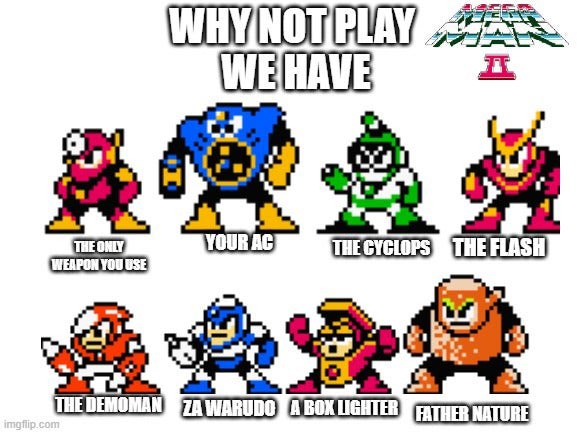 WHY NOT PLAY
MEGA MAN II
WE HAVE
THE ONLY
WEAPON YOU USE
YOUR AC
THE CYCLOPS
THE FLASH
THE DEMOMAN
ZA WARUDO
A BOX LIGHTER
FATHER NATURE
imgflip.com